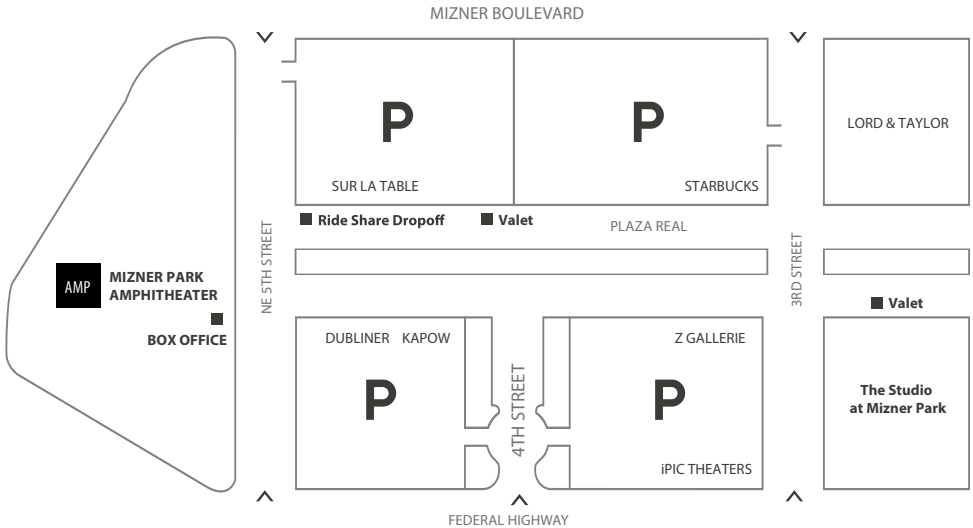 MIZNER BOULEVARD
P
P
LORD & TAYLOR
SUR LA TABLE
STARBUCKS
Ride Share Dropoff
Valet
PLAZA REAL
NE 5TH STREET
3RD STREET
AMP
MIZNER PARK
AMPHITHEATER
BOX OFFICE
Valet
DUBLINER KAPOW
Z GALLERIE
P
4TH STREET
P
The Studio
at Mizner Park
iPIC THEATERS
FEDERAL HIGHWAY